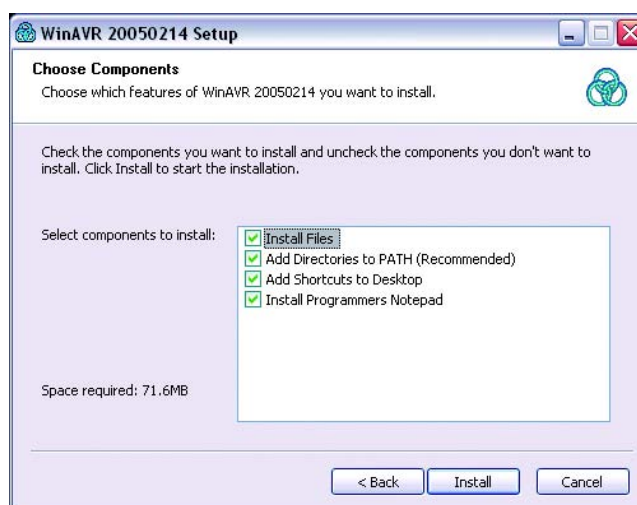 WinAVR 20050214 Setup
Choose Components
Choose which features of WinAVR 20050214 you want to install.
Check the components you want to install and uncheck the components you don't want to
install. Click Install to start the installation.
Select components to install:
Install Files
Add Directories to PATH (Recommended)
Add Shortcuts to Desktop
Install Programmers Notepad
Space required: 71.6MB
< Back
Install
Cancel